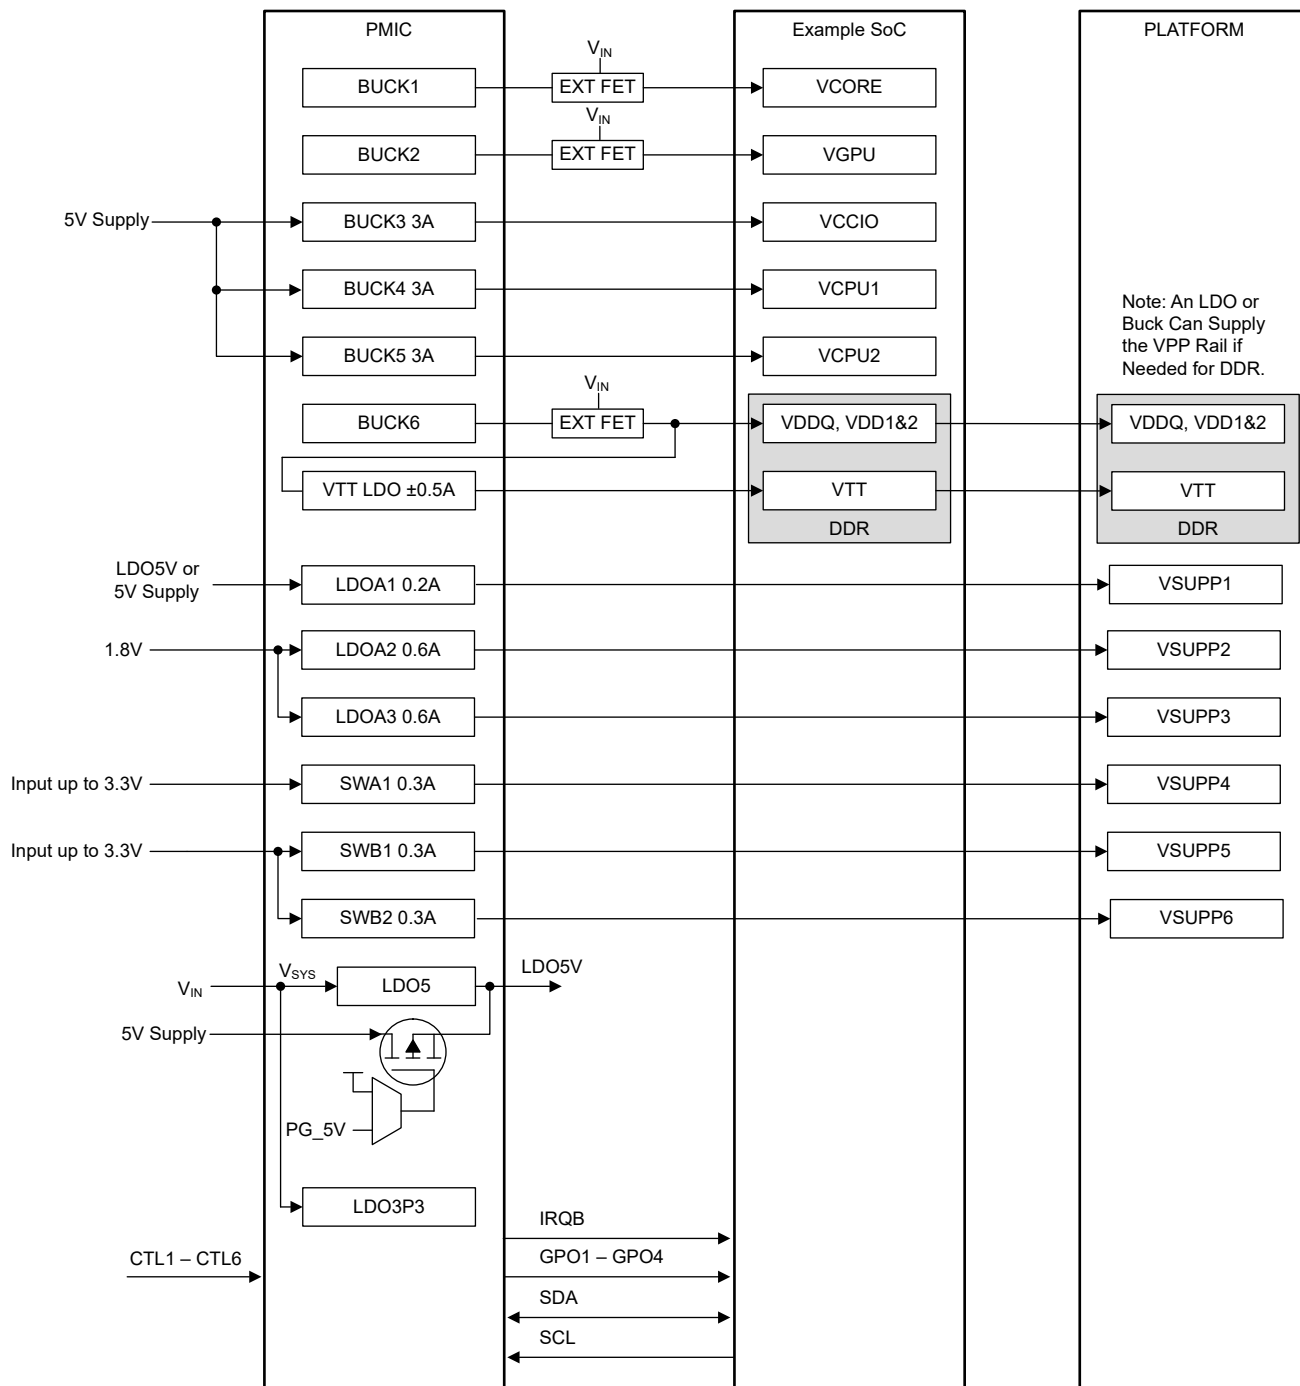 PMIC
Example SoC
PLATFORM
V_IN
BUCK1
EXT FET
VCORE
V_IN
BUCK2
EXT FET
VGPU
5V Supply
BUCK3 3A
VCCIO
BUCK4 3A
VCPU1
Note: An LDO or
Buck Can Supply
the VPP Rail if
Needed for DDR.
BUCK5 3A
VCPU2
V_IN
BUCK6
EXT FET
VDDQ, VDD1&2
VDDQ, VDD1&2
VTT LDO ±0.5A
VTT
VTT
DDR
DDR
LDO5V or
5V Supply
LDOA1 0.2A
VSUPP1
1.8V
LDOA2 0.6A
VSUPP2
LDOA3 0.6A
VSUPP3
Input up to 3.3V
SWA1 0.3A
VSUPP4
Input up to 3.3V
SWB1 0.3A
VSUPP5
SWB2 0.3A
VSUPP6
V_IN
V_SYS
LDO5
LDO5V
5V Supply
PG_5V
LDO3P3
IRQB
CTL1 – CTL6
GPO1 – GPO4
SDA
SCL